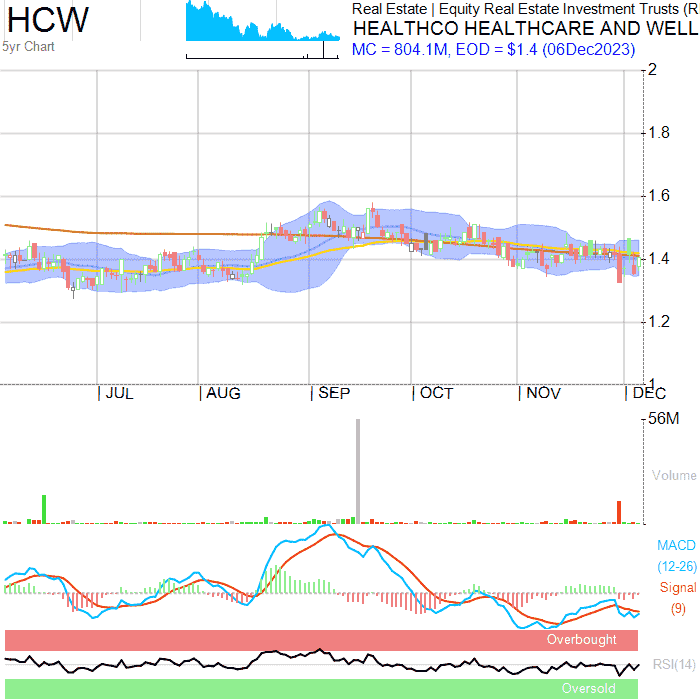 HCW
5yr Chart
Real Estate | Equity Real Estate Investment Trusts (R
HEALTHCO HEALTHCARE AND WELL
MC = 804.1M, EOD = $1.4 (06Dec2023)
2
1.8
1.6
1.4
1.2
1
JUL AUG SEP OCT NOV DEC
56M
Volume
MACD
(12-26)
Signal
(9)
Overbought
RSI(14)
Oversold